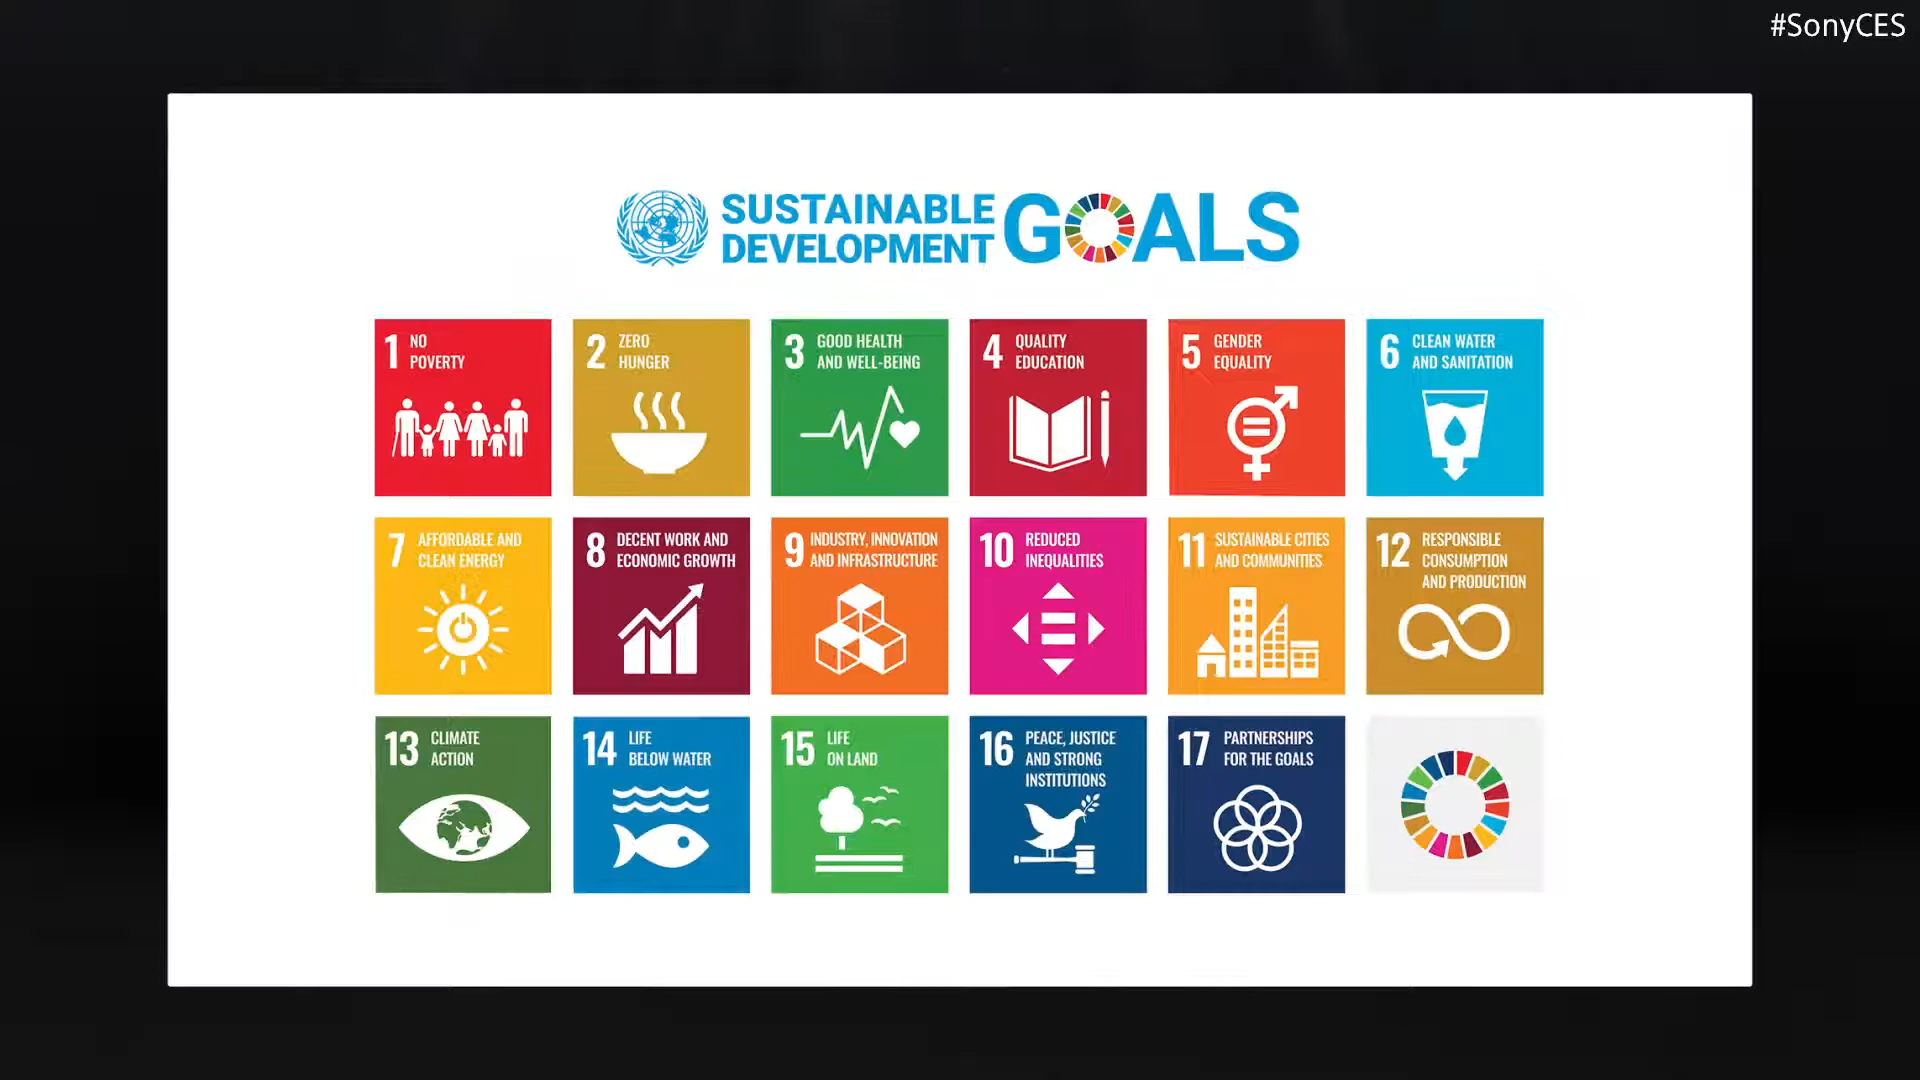 #SonyCES
SUSTAINABLE
DEVELOPMENT
GOALS
1 NO
POVERTY
2 ZERO
HUNGER
3 GOOD HEALTH
AND WELL-BEING
4 QUALITY
EDUCATION
5 GENDER
EQUALITY
6 CLEAN WATER
AND SANITATION
7 AFFORDABLE AND
CLEAN ENERGY
8 DECENT WORK AND
ECONOMIC GROWTH
9 INDUSTRY, INNOVATION
AND INFRASTRUCTURE
10 REDUCED
INEQUALITIES
11 SUSTAINABLE CITIES
AND COMMUNITIES
12 RESPONSIBLE
CONSUMPTION
AND PRODUCTION
13 CLIMATE
ACTION
14 LIFE
BELOW WATER
15 LIFE
ON LAND
16 PEACE, JUSTICE
AND STRONG
INSTITUTIONS
17 PARTNERSHIPS
FOR THE GOALS